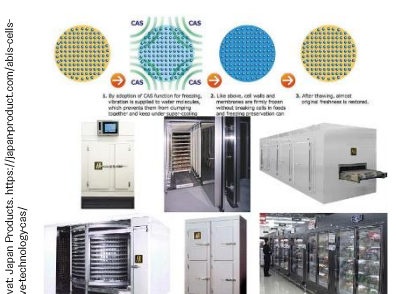 CAS CAS
CAS CAS
1. By adoption of CAS function for freezing,
vibration is supplied to water molecules,
which prevents them from clumping
together and keep under super-cooling
2. Like above, cell walls and
membranes are firmly frozen
without breaking cells in feeds
and freezing preservation can
3. After thawing, almost
original freshness is restored.
vat: Japan Products. https://japanproduct.com/abis-cells-
ve-technology-cas/